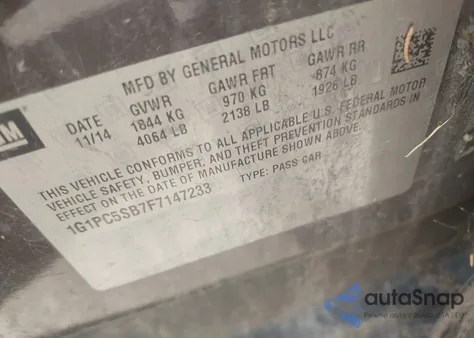 MFD BY GENERAL MOTORS LLC
DATE GVWR GAWR FRT GAWR RR
11/14 1844 KG 970 KG 874 KG
4064 LB 2138 LB 1926 LB
THIS VEHICLE CONFORMS TO ALL APPLICABLE U.S. FEDERAL MOTOR
VEHICLE SAFETY, BUMPER, AND THEFT PREVENTION STANDARDS IN
EFFECT ON THE DATE OF MANUFACTURE SHOWN ABOVE.
1G1PC5SB7F7147233 TYPE: PASS CAR
GM
autoSnap